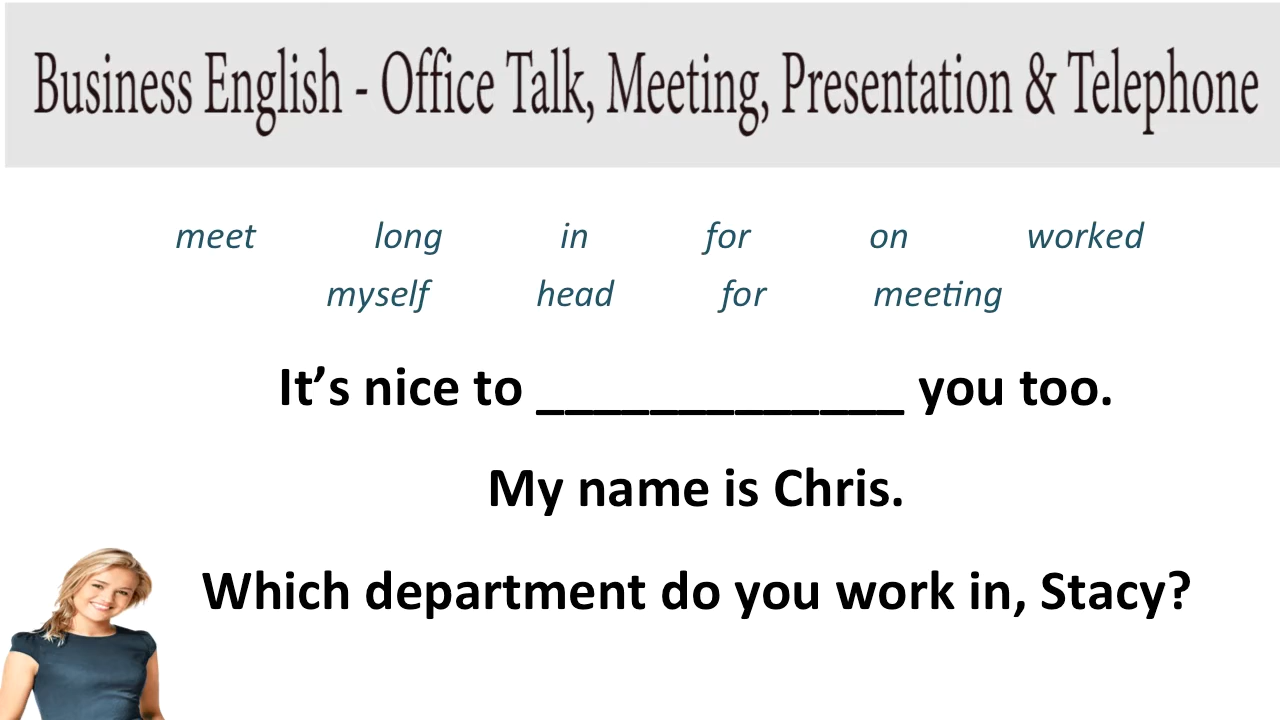 Business English - Office Talk, Meeting, Presentation & Telephone
meet long in for on worked
myself head for meeting
It’s nice to _____________ you too.
My name is Chris.
Which department do you work in, Stacy?